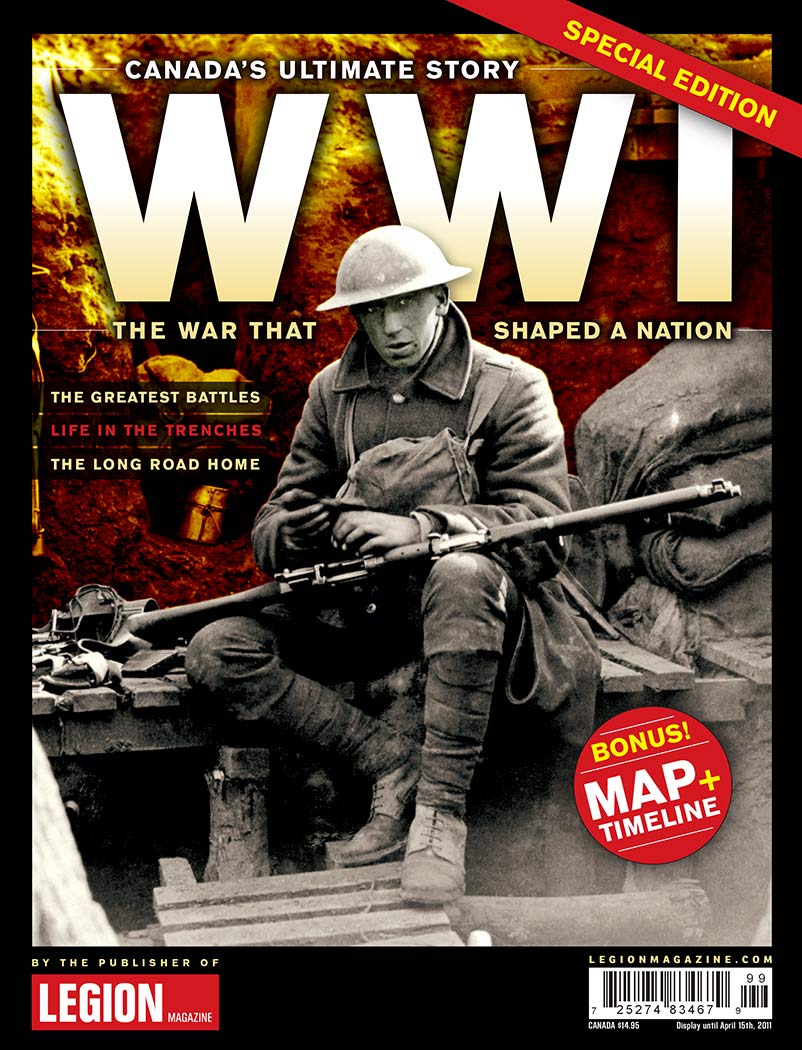 SPECIAL EDITION
CANADA'S ULTIMATE STORY
WWI
THE WAR THAT SHAPED A NATION
THE GREATEST BATTLES
LIFE IN THE TRENCHES
THE LONG ROAD HOME
BONUS!
MAP+
TIMELINE
BY THE PUBLISHER OF
LEGION MAGAZINE
LEGIONMAGAZINE.COM
99
7 25274 83467 9
CANADA $14.95 Display until April 15th, 2011